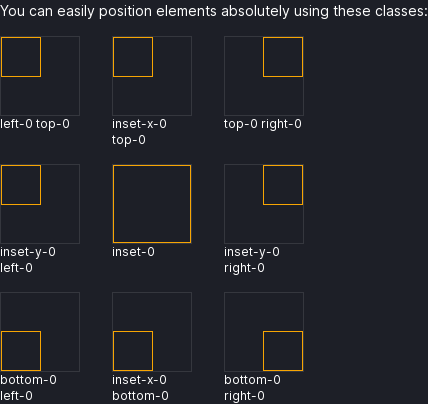 You can easily position elements absolutely using these classes:
left-0 top-0
inset-x-0
top-0
top-0 right-0
inset-y-0
left-0
inset-0
inset-y-0
right-0
bottom-0
left-0
inset-x-0
bottom-0
bottom-0
right-0